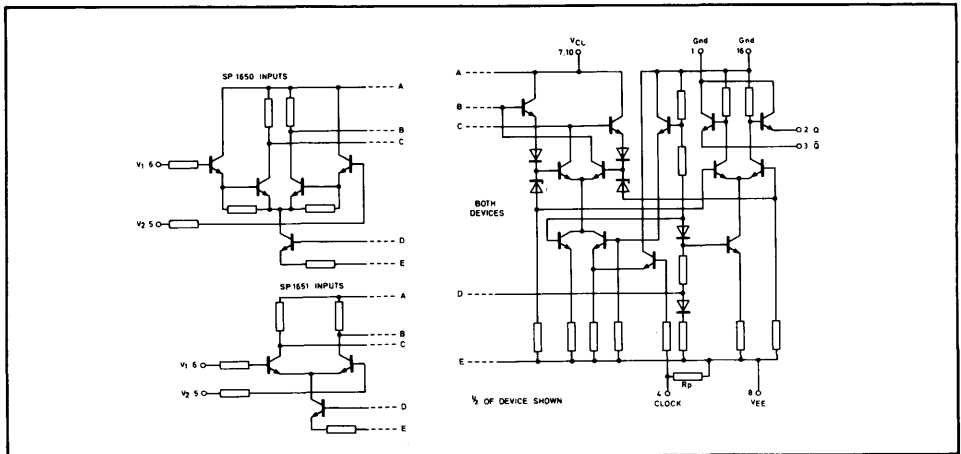 SP 1650 INPUTS
A
B
C
V1 6
V2 5
D
E
SP 1651 INPUTS
A
B
C
V1 6
V2 5
D
E
VCL
7,10
Gnd
1
Gnd
16
A
B
C
2 Q
3 Q̅
BOTH
DEVICES
D
E
Rp
½ OF DEVICE SHOWN
4
CLOCK
8
VEE